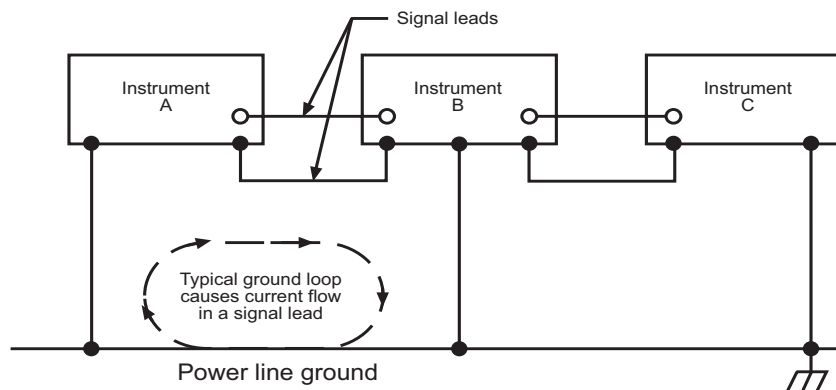 Signal leads
Instrument
A
Instrument
B
Instrument
C
Typical ground loop
causes current flow
in a signal lead
Power line ground